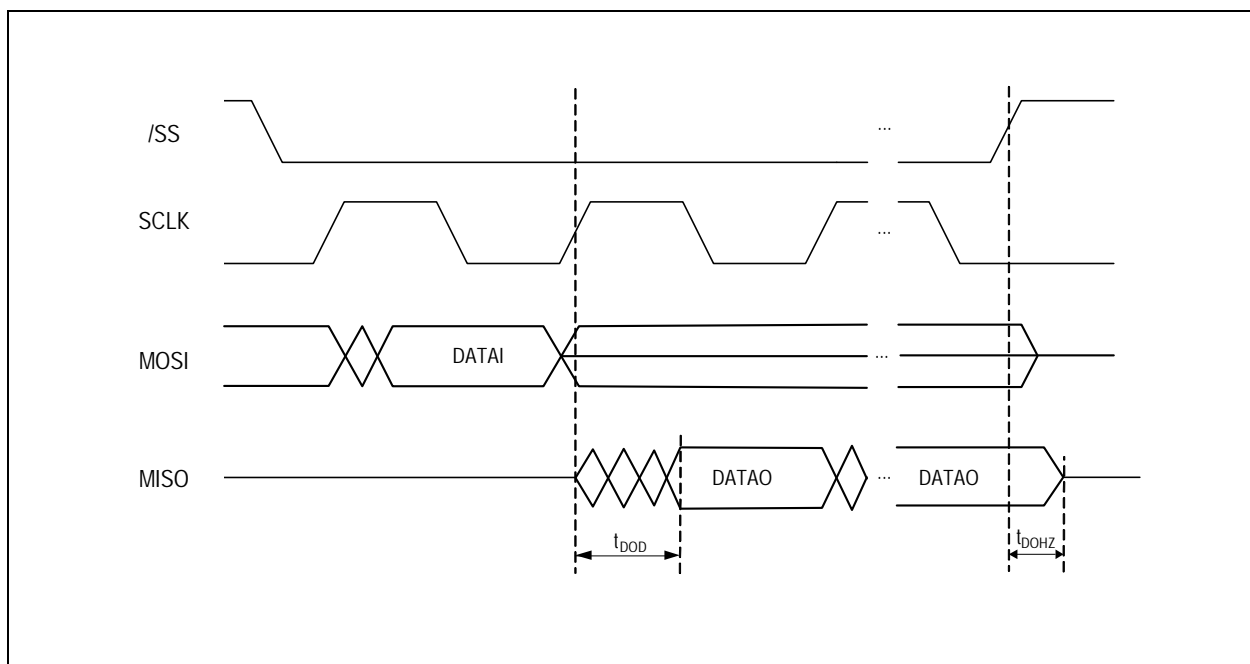 /SS
...
SCLK
...
MOSI
DATAI
...
MISO
DATAO
...
DATAO
tDOD
tDOHZ